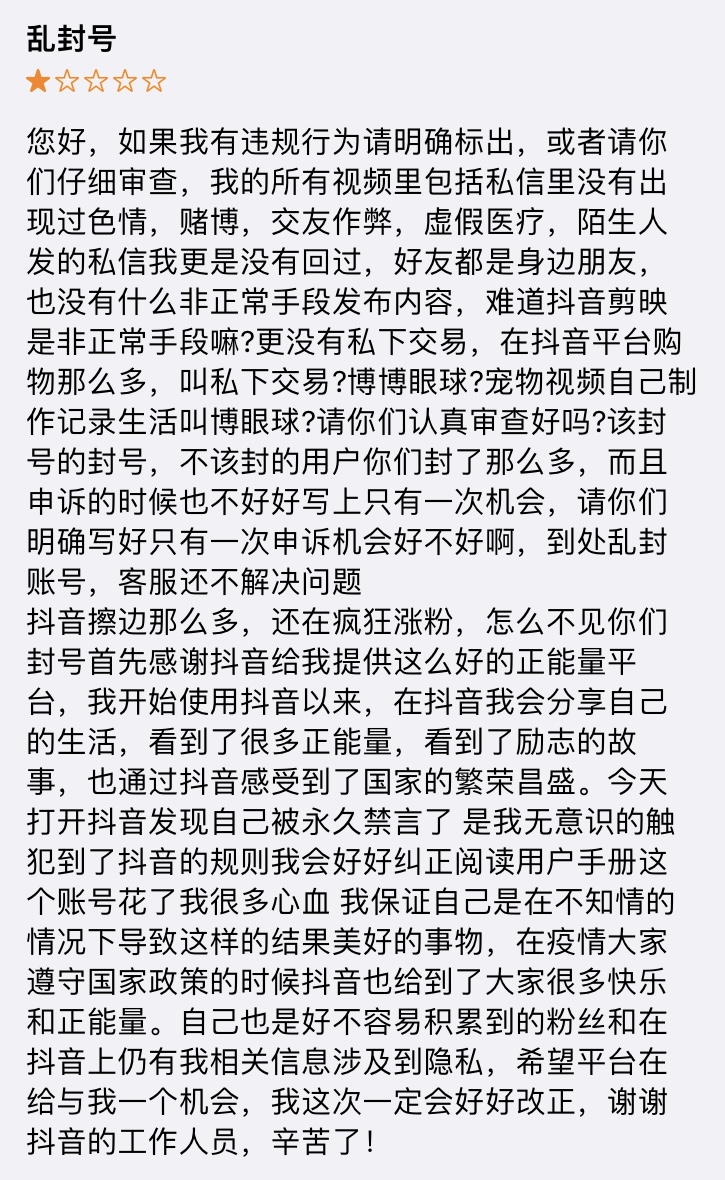 乱封号
您好，如果我有违规行为请明确标出，或者请你
们仔细审查，我的所有视频里包括私信里没有出
现过色情，赌博，交友作弊，虚假医疗，陌生人
发的私信我更是没有回过，好友都是身边朋友，
也没有什么非正常手段发布内容，难道抖音剪映
是非正常手段嘛?更没有私下交易，在抖音平台购
物那么多，叫私下交易?博博眼球?宠物视频自己制
作记录生活叫博眼球?请你们认真审查好吗?该封
号的封号，不该封的用户你们封了那么多，而且
申诉的时候也不好好写上只有一次机会，请你们
明确写好只有一次申诉机会好不好啊，到处乱封
账号，客服还不解决问题
抖音擦边那么多，还在疯狂涨粉，怎么不见你们
封号首先感谢抖音给我提供这么好的正能量平
台，我开始使用抖音以来，在抖音我会分享自己
的生活，看到了很多正能量，看到了励志的故
事，也通过抖音感受到了国家的繁荣昌盛。今天
打开抖音发现自己被永久禁言了 是我无意识的触
犯到了抖音的规则我会好好纠正阅读用户手册这
个账号花了我很多心血 我保证自己是在不知情的
情况下导致这样的结果美好的事物，在疫情大家
遵守国家政策的时候抖音也给到了大家很多快乐
和正能量。自己也是好不容易积累到的粉丝和在
抖音上仍有我相关信息涉及到隐私，希望平台在
给与我一个机会，我这次一定会好好改正，谢谢
抖音的工作人员，辛苦了！